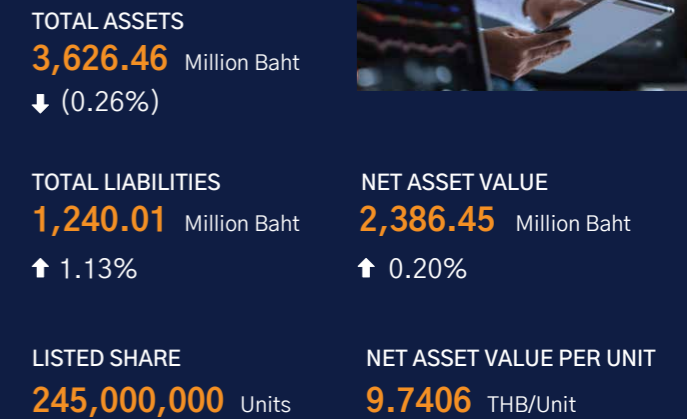 TOTAL ASSETS
3,626.46 Million Baht
(0.26%)
TOTAL LIABILITIES
1,240.01 Million Baht
1.13%
NET ASSET VALUE
2,386.45 Million Baht
0.20%
LISTED SHARE
245,000,000 Units
NET ASSET VALUE PER UNIT
9.7406 THB/Unit